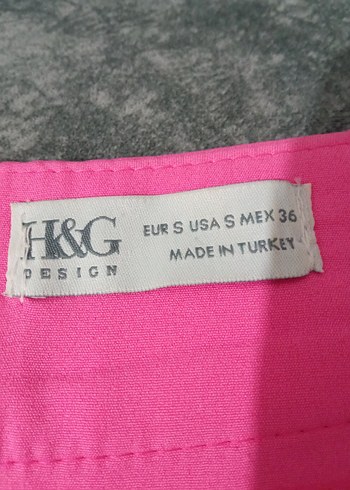 H&G
DESIGN
EUR S USA S MEX 36
MADE IN TURKEY